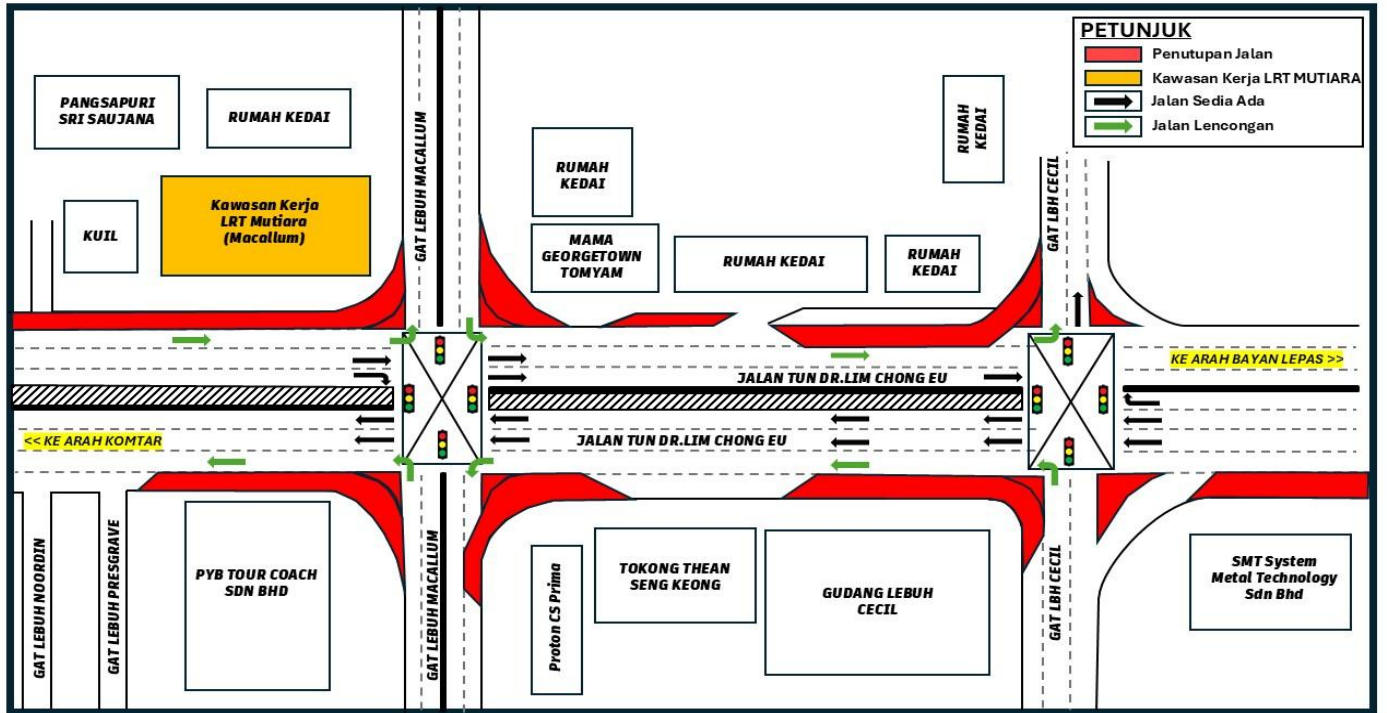 PETUNJUK
Penutupan Jalan
Kawasan Kerja LRT MUTIARA
Jalan Sedia Ada
Jalan Lencongan
PANGSAPURI
SRI SAUJANA
RUMAH KEDAI
KUIL
Kawasan Kerja
LRT Mutiara
(Macallum)
GAT LEBUH MACALLUM
RUMAH
KEDAI
MAMA
GEORGETOWN
TOMYAM
RUMAH KEDAI
RUMAH
KEDAI
RUMAH
KEDAI
GAT LBH CECIL
KE ARAH BAYAN LEPAS >>
JALAN TUN DR.LIM CHONG EU
<< KE ARAH KOMTAR
JALAN TUN DR.LIM CHONG EU
GAT LEBUH NOORDIN
GAT LEBUH PRESGRAVE
PYB TOUR COACH
SDN BHD
GAT LEBUH MACALLUM
Proton CS Prima
TOKONG THEAN
SENG KEONG
GUDANG LEBUH
CECIL
GAT LBH CECIL
SMT System
Metal Technology
Sdn Bhd